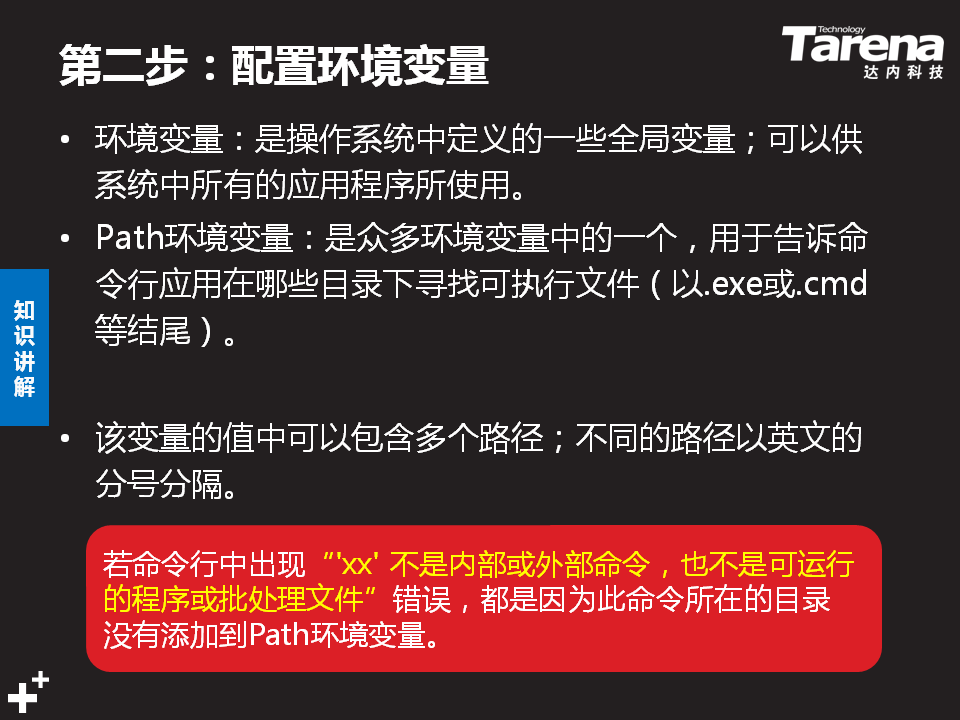 第二步：配置环境变量
Technology
Tarena
达内科技
• 环境变量：是操作系统中定义的一些全局变量；可以供
系统中所有的应用程序所使用。
• Path环境变量：是众多环境变量中的一个，用于告诉命
令行应用在哪些目录下寻找可执行文件（以.exe或.cmd
等结尾）。
知识讲解
• 该变量的值中可以包含多个路径；不同的路径以英文的
分号分隔。
若命令行中出现“'xx' 不是内部或外部命令，也不是可运行
的程序或批处理文件”错误，都是因为此命令所在的目录
没有添加到Path环境变量。